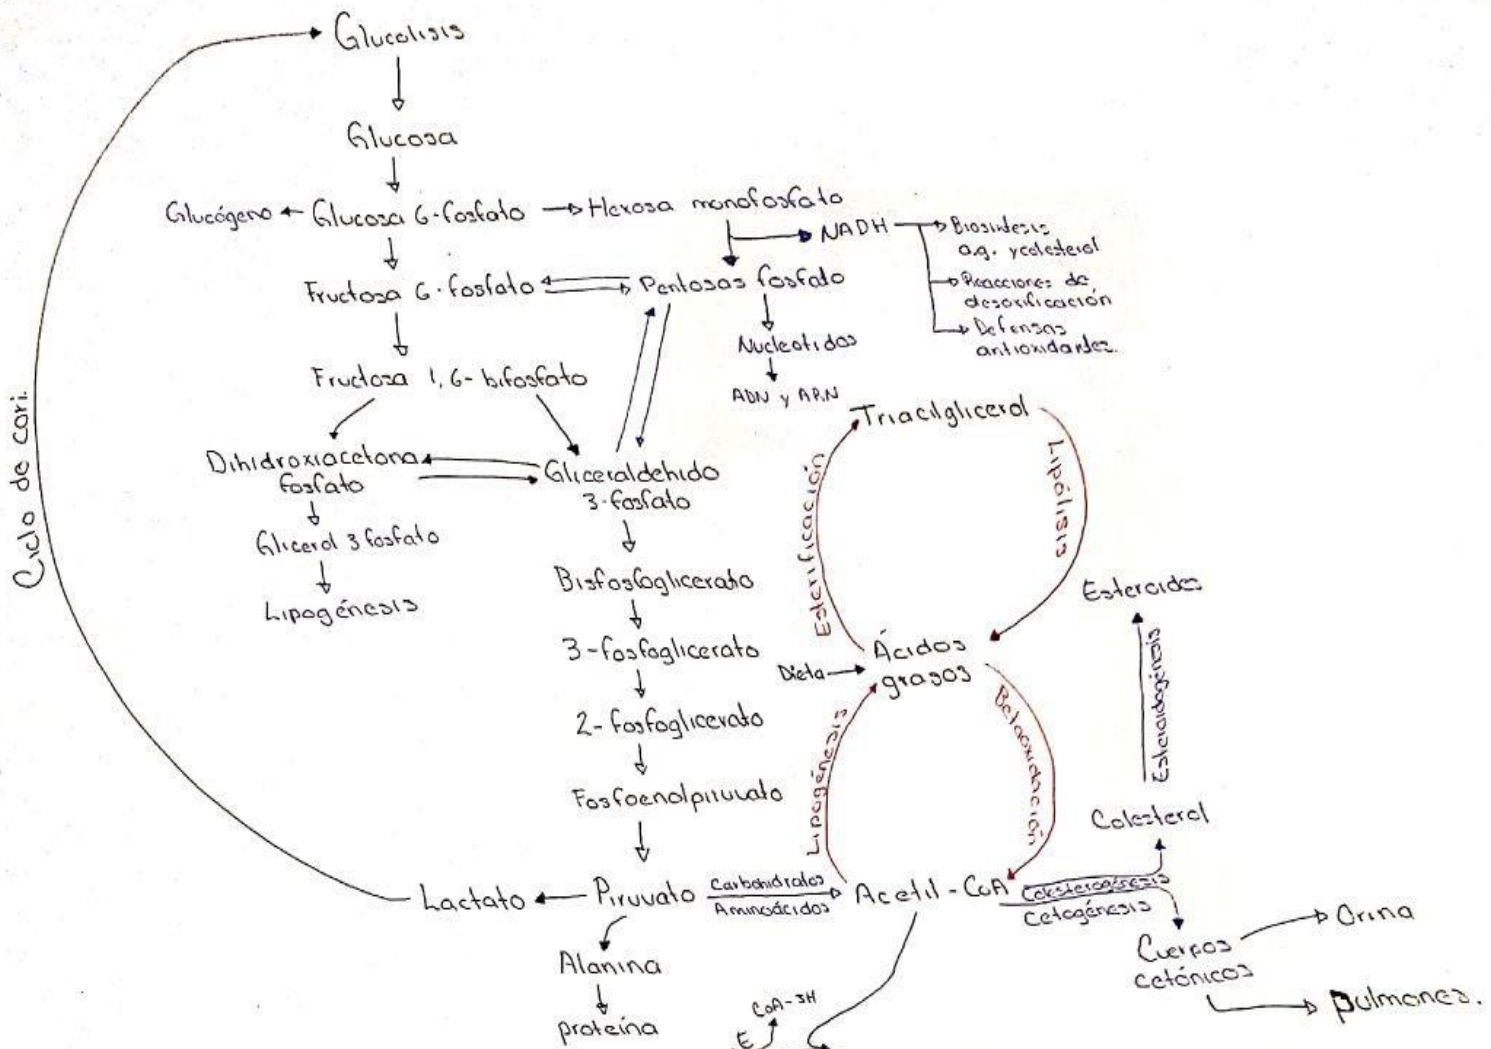 Glucolisis
Glucosa
Glucógeno ← Glucosa 6-fosfato → Hexosa monofosfato
NADH
Biosintesis
a.g. y colesterol
Reacciones de
desoxificación
Defensas
antioxidantes.
Fructosa 6-fosfato
Pentosas fosfato
Nucleotidos
ADN y ARN
Fructosa 1,6-bifosfato
Dihidroxiacetona
fosfato
Gliceraldehido
3-fosfato
Glicerol 3 fosfato
Lipogénesis
Bisfosfoglicerato
3-fosfoglicerato
2-fosfoglicerato
Fosfoenolpiruvato
Lactato ← Piruvato
Carbohidratos
Aminoácidos
Acetil-CoA
Alanina
proteína
Ciclo de cori.
Triacilglicerol
Esterificación
Lipólisis
Dieta → Ácidos
grasos
Lipogénesis
Betaoxidación
Esteroides
Esteroidogénesis
Colesterol
Colesterogénesis
Cetogénesis
Cuerpos
cetónicos
Orina
pulmones.
CoA-SH
E